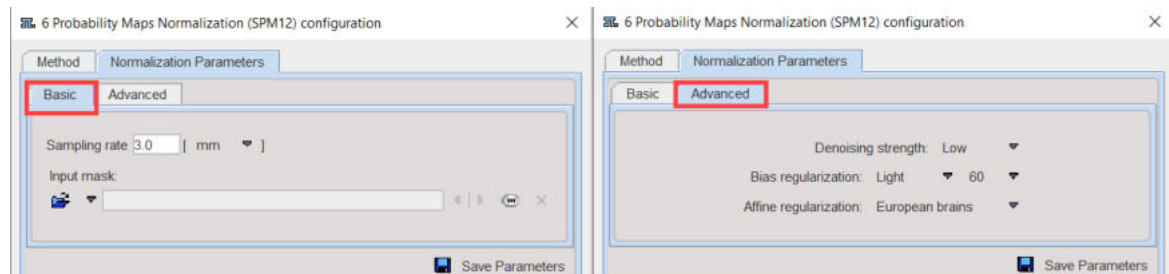 6 Probability Maps Normalization (SPM12) configuration
Method Normalization Parameters
Basic Advanced
Sampling rate 3.0 [ mm ]
Input mask:
Save Parameters
6 Probability Maps Normalization (SPM12) configuration
Method Normalization Parameters
Basic Advanced
Denoising strength: Low
Bias regularization: Light 60
Affine regularization: European brains
Save Parameters